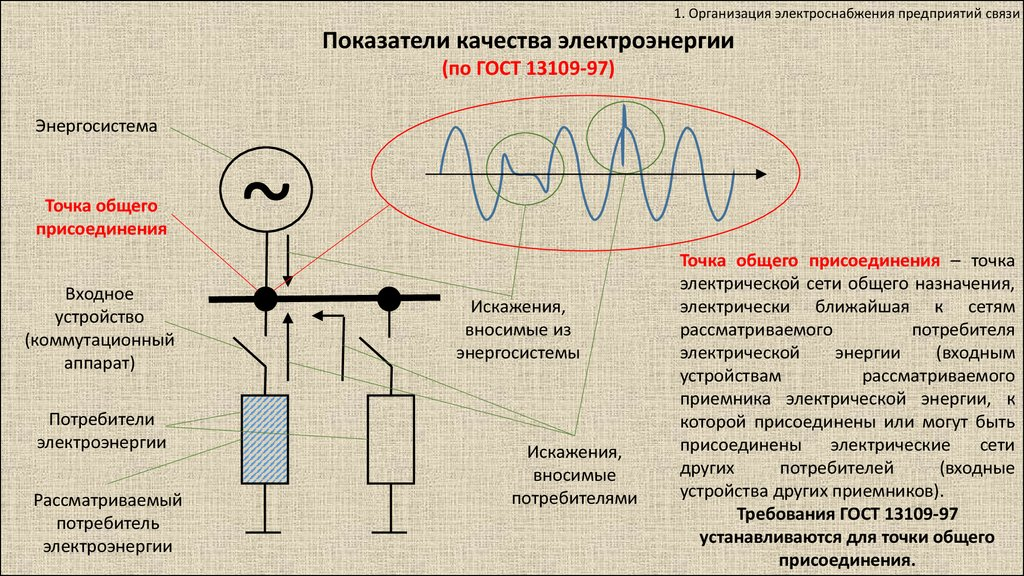 1. Организация электроснабжения предприятий связи
Показатели качества электроэнергии
(по ГОСТ 13109-97)
Энергосистема
~
Точка общего
присоединения
Входное
устройство
(коммутационный
аппарат)
Потребители
электроэнергии
Рассматриваемый
потребитель
электроэнергии
Искажения,
вносимые из
энергосистемы
Искажения,
вносимые
потребителями
Точка общего присоединения – точка
электрической сети общего назначения,
электрически ближайшая к сетям
рассматриваемого потребителя
электрической энергии (входным
устройствам рассматриваемого
приемника электрической энергии, к
которой присоединены или могут быть
присоединены электрические сети
других потребителей (входные
устройства других приемников).
Требования ГОСТ 13109-97
устанавливаются для точки общего
присоединения.